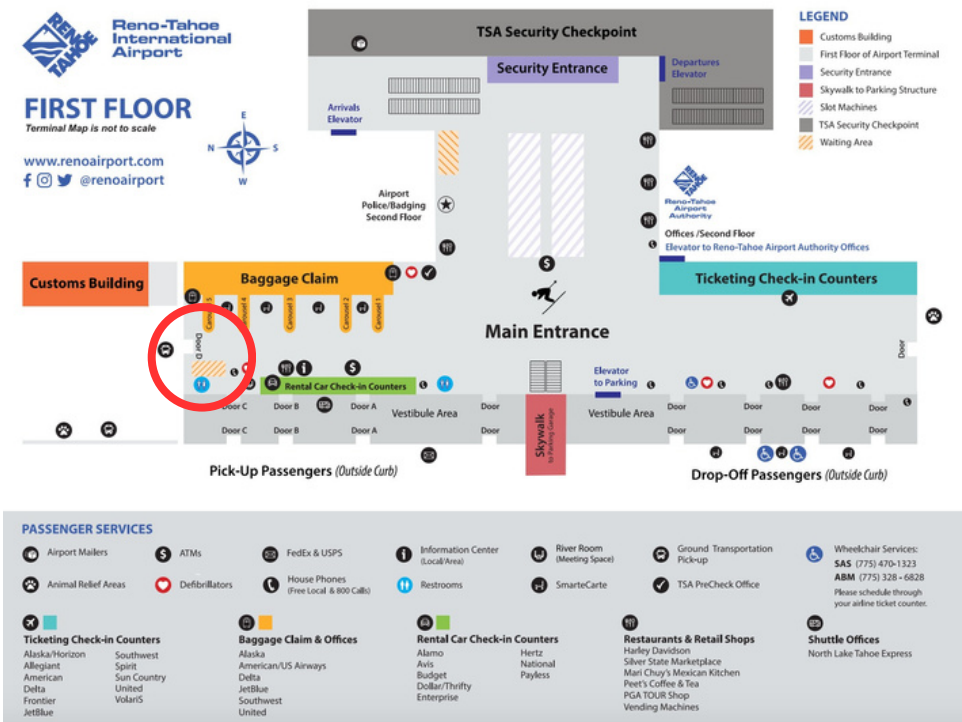 RENO
TAHOE
Reno-Tahoe
International
Airport
FIRST FLOOR
Terminal Map is not to scale
www.renoairport.com
@renoairport
E
N
S
W
TSA Security Checkpoint
Security Entrance
Departures
Elevator
Arrivals
Elevator
Airport
Police/Badging
Second Floor
RENO
TAHOE
Reno-Tahoe
Airport
Authority
Offices /Second Floor
Elevator to Reno-Tahoe Airport Authority Offices
LEGEND
Customs Building
First Floor of Airport Terminal
Security Entrance
Skywalk to Parking Structure
Slot Machines
TSA Security Checkpoint
Waiting Area
Customs Building
Baggage Claim
Ticketing Check-in Counters
Carousel 5
Carousel 4
Carousel 3
Carousel 2
Carousel 1
$
Main Entrance
Door D
Door
$
Rental Car Check-in Counters
Elevator
to Parking
Door C
Door B
Door A
Vestibule Area
Door
Skywalk
to Parking Garage
Vestibule Area
Door
Door
Door
Door
Door C
Door B
Door A
Door
Door
Door
Door
Door
Pick-Up Passengers (Outside Curb)
Drop-Off Passengers (Outside Curb)
PASSENGER SERVICES
Airport Mailers
$ ATMs
FedEx & USPS
Information Center
(Local/Area)
River Room
(Meeting Space)
Ground Transportation
Pick-up
Wheelchair Services:
SAS (775) 470-1323
ABM (775) 328 - 6828
Please schedule through
your airline ticket counter.
Animal Relief Areas
Defibrillators
House Phones
(Free Local & 800 Calls)
Restrooms
SmarteCarte
TSA PreCheck Office
Ticketing Check-in Counters
Alaska/Horizon
Allegiant
American
Delta
Frontier
JetBlue
Southwest
Spirit
Sun Country
United
VolariS
Baggage Claim & Offices
Alaska
American/US Airways
Delta
JetBlue
Southwest
United
Rental Car Check-in Counters
Alamo
Avis
Budget
Dollar/Thrifty
Enterprise
Hertz
National
Payless
Restaurants & Retail Shops
Harley Davidson
Silver State Marketplace
Mari Chuy's Mexican Kitchen
Peet's Coffee & Tea
PGA TOUR Shop
Vending Machines
Shuttle Offices
North Lake Tahoe Express